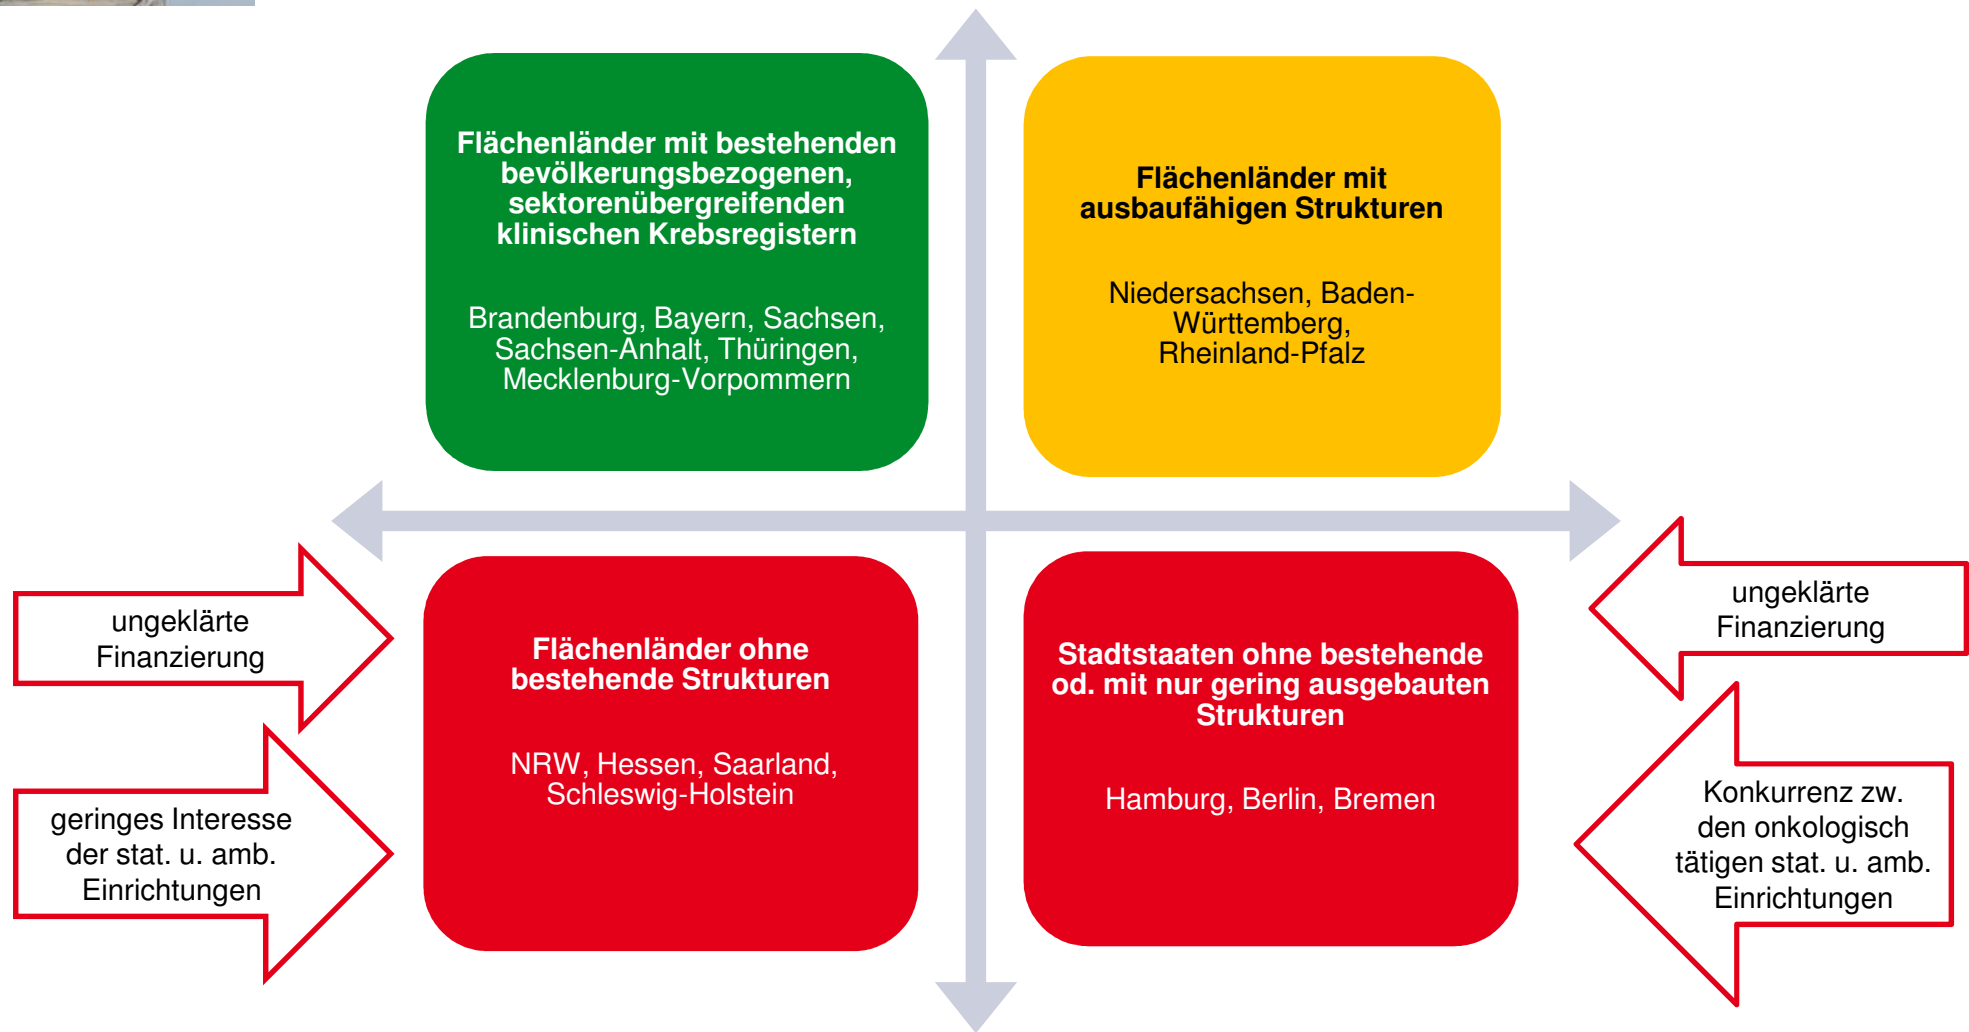 Flächenländer mit bestehenden
bevölkerungsbezogenen,
sektorenübergreifenden
klinischen Krebsregistern
Brandenburg, Bayern, Sachsen,
Sachsen-Anhalt, Thüringen,
Mecklenburg-Vorpommern
Flächenländer mit
ausbaufähigen Strukturen
Niedersachsen, Baden-
Württemberg,
Rheinland-Pfalz
ungeklärte
Finanzierung
geringes Interesse
der stat. u. amb.
Einrichtungen
Flächenländer ohne
bestehende Strukturen
NRW, Hessen, Saarland,
Schleswig-Holstein
Stadtstaaten ohne bestehende
od. mit nur gering ausgebauten
Strukturen
Hamburg, Berlin, Bremen
ungeklärte
Finanzierung
Konkurrenz zw.
den onkologisch
tätigen stat. u. amb.
Einrichtungen